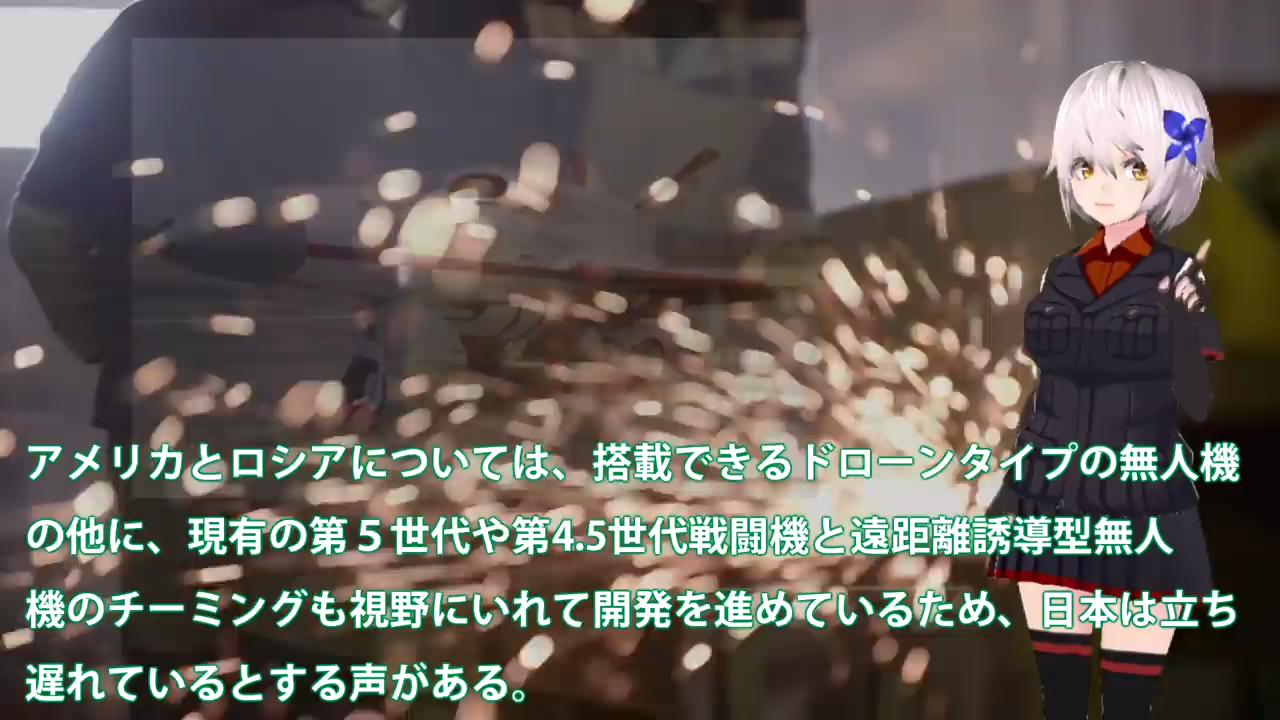 アメリカとロシアについては、搭載できるドローンタイプの無人機
の他に、現有の第５世代や第4.5世代戦闘機と遠距離誘導型無人
機のチーミングも視野にいれて開発を進めているため、日本は立ち
遅れているとする声がある。